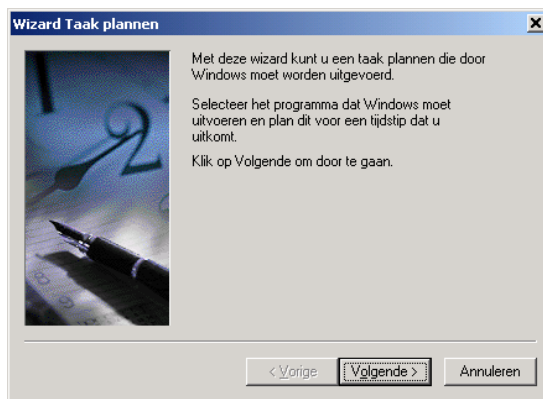 Wizard Taak plannen
Met deze wizard kunt u een taak plannen die door
Windows moet worden uitgevoerd.
Selecteer het programma dat Windows moet
uitvoeren en plan dit voor een tijdstip dat u
uitkomt.
Klik op Volgende om door te gaan.
2
< Vorige
Volgende >
Annuleren